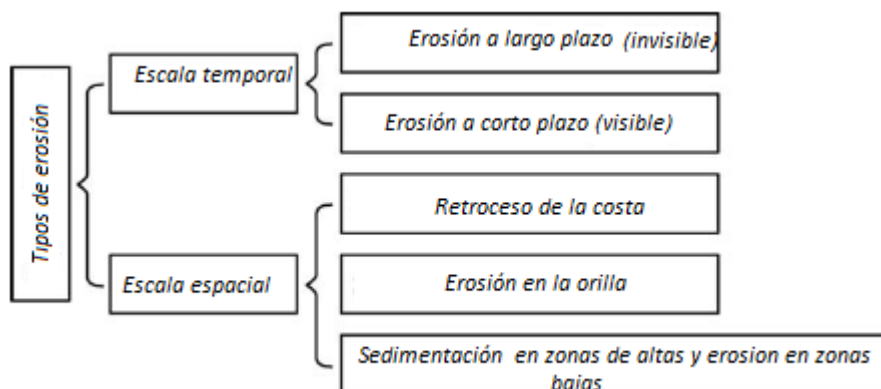 Tipos de erosión
Escala temporal
Erosión a largo plazo (invisible)
Erosión a corto plazo (visible)
Escala espacial
Retroceso de la costa
Erosión en la orilla
Sedimentación en zonas de altas y erosion en zonas
bajas